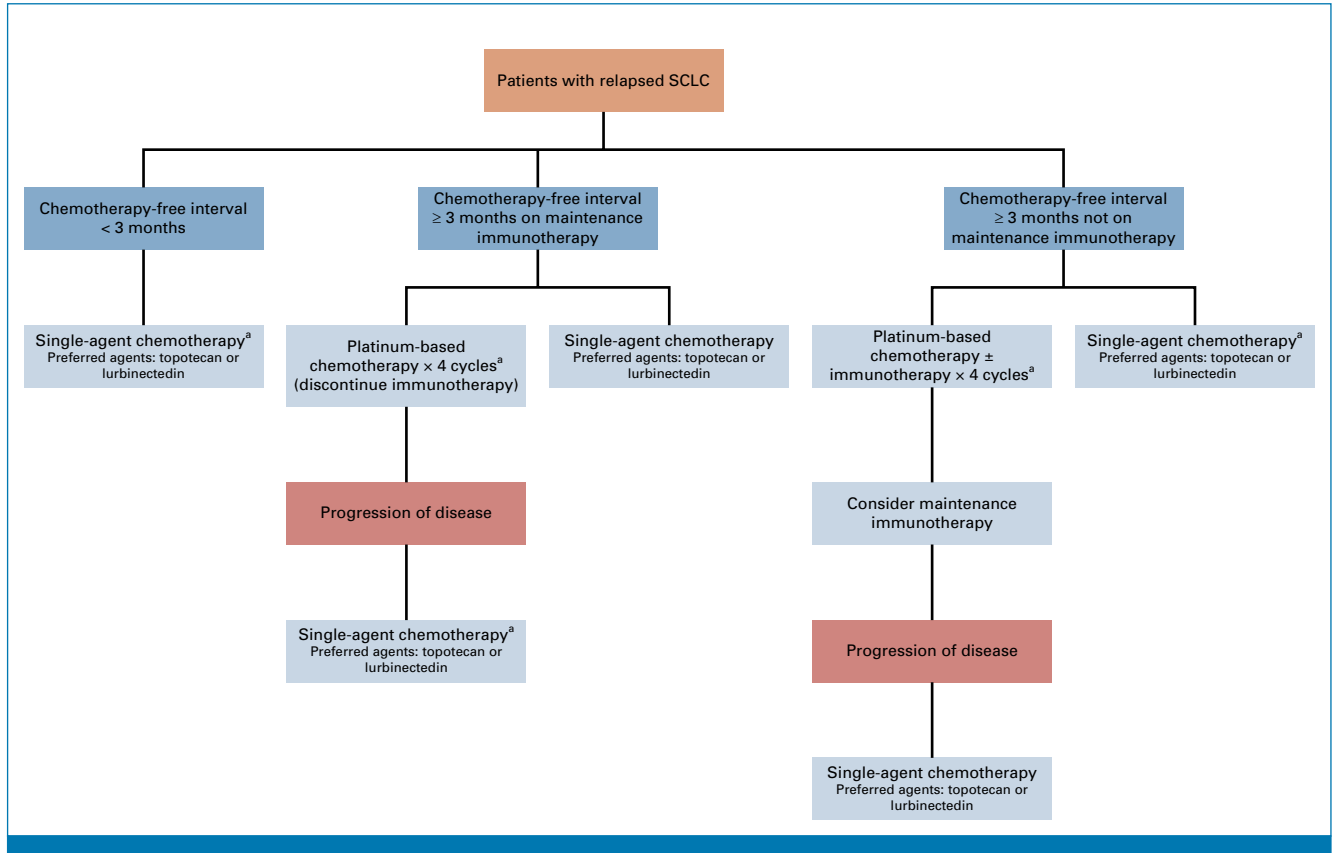 Patients with relapsed SCLC
Chemotherapy-free interval
< 3 months
Chemotherapy-free interval
≥ 3 months on maintenance
immunotherapy
Chemotherapy-free interval
≥ 3 months not on
maintenance immunotherapy
Single-agent chemotherapyᵃ
Preferred agents: topotecan or
lurbinectedin
Platinum-based
chemotherapy × 4 cyclesᵃ
(discontinue immunotherapy)
Single-agent chemotherapy
Preferred agents: topotecan or
lurbinectedin
Platinum-based
chemotherapy ±
immunotherapy × 4 cyclesᵃ
Single-agent chemotherapyᵃ
Preferred agents: topotecan or
lurbinectedin
Progression of disease
Consider maintenance
immunotherapy
Single-agent chemotherapyᵃ
Preferred agents: topotecan or
lurbinectedin
Progression of disease
Single-agent chemotherapy
Preferred agents: topotecan or
lurbinectedin